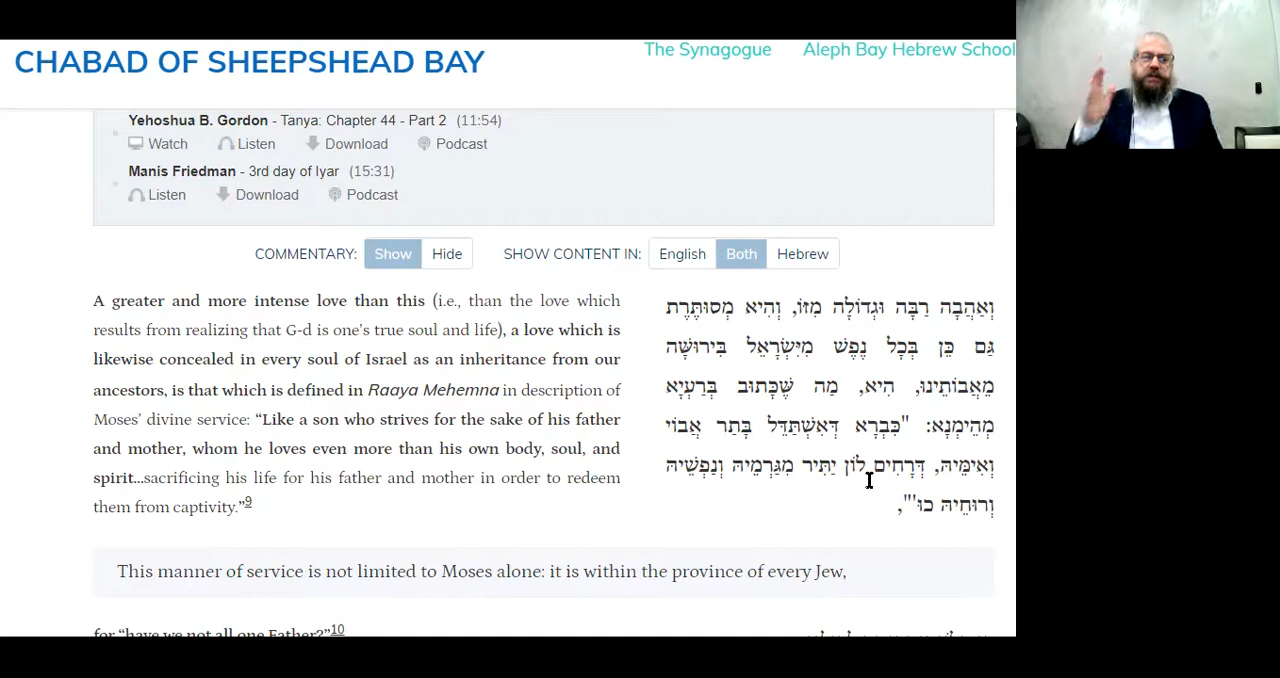 CHABAD OF SHEEPSHEAD BAY
The Synagogue Aleph Bay Hebrew School
Yehoshua B. Gordon - Tanya: Chapter 44 - Part 2 (11:54)
Watch Listen Download Podcast
Manis Friedman - 3rd day of Iyar (15:31)
Listen Download Podcast
COMMENTARY: Show Hide SHOW CONTENT IN: English Both Hebrew
A greater and more intense love than this (i.e., than the love which
results from realizing that G-d is one’s true soul and life), a love which is
likewise concealed in every soul of Israel as an inheritance from our
ancestors, is that which is defined in Raaya Mehemna in description of
Moses’ divine service: “Like a son who strives for the sake of his father
and mother, whom he loves even more than his own body, soul, and
spirit…sacrificing his life for his father and mother in order to redeem
them from captivity.”9
וְאַהֲבָה רַבָּה וּגְדוֹלָה מִזּוֹ, וְהִיא מְסוּתֶּרֶת
גַּם כֵּן בְּכָל נֶפֶשׁ מִיִּשְׂרָאֵל בִּירוּשָּׁה
מֵאֲבוֹתֵינוּ, הִיא, מַה שֶּׁכָּתוּב בְּרַעְיָא
מְהֵימְנָא: "כִּבְרָא דְּאִשְׁתַּדֵּל בָּתַר אֲבוֹי
וְאִימֵּיהּ, דְּרָחִים לוֹן יַתִּיר מִגַּרְמֵיהּ וְנַפְשֵׁיהּ
וְרוּחֵיהּ כוּ'",
This manner of service is not limited to Moses alone: it is within the province of every Jew,
for “have we not all one Father?”10